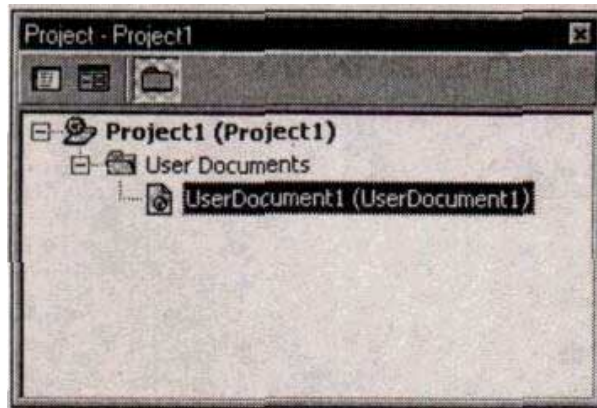 Project - Project1
Project1 (Project1)
User Documents
UserDocument1 (UserDocument1)